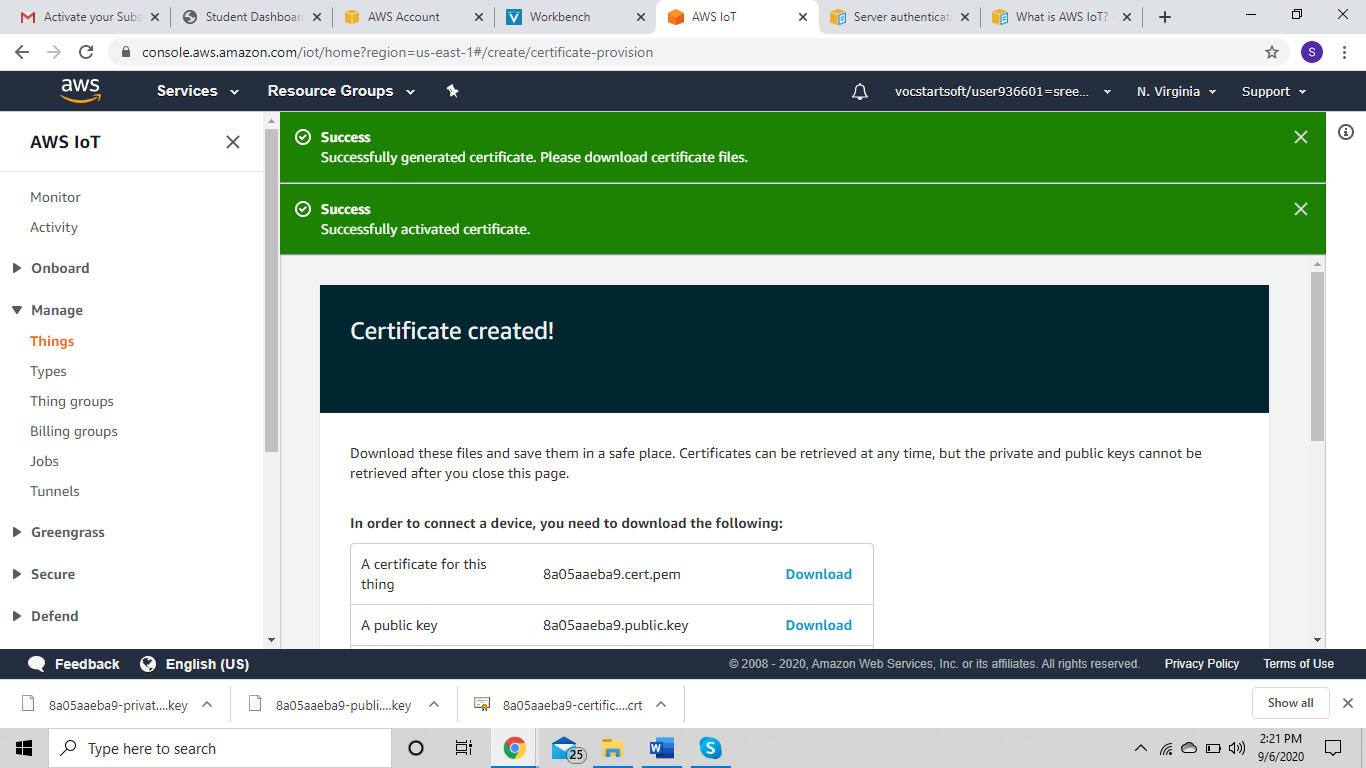 Activate your Subs
Student Dashboar
AWS Account
Workbench
AWS IoT
Server authenticat
What is AWS IoT?
console.aws.amazon.com/iot/home?region=us-east-1#/create/certificate-provision
S
aws
Services
Resource Groups
vocstartsoft/user936601=sree...
N. Virginia
Support
AWS IoT
Monitor
Activity
Onboard
Manage
Things
Types
Thing groups
Billing groups
Jobs
Tunnels
Greengrass
Secure
Defend
Success
Successfully generated certificate. Please download certificate files.
Success
Successfully activated certificate.
Certificate created!
Download these files and save them in a safe place. Certificates can be retrieved at any time, but the private and public keys cannot be
retrieved after you close this page.
In order to connect a device, you need to download the following:
A certificate for this
thing
8a05aaeba9.cert.pem
Download
A public key
8a05aaeba9.public.key
Download
Feedback
English (US)
© 2008 - 2020, Amazon Web Services, Inc. or its affiliates. All rights reserved.
Privacy Policy
Terms of Use
8a05aaeba9-privat....key
8a05aaeba9-publi....key
8a05aaeba9-certific....crt
Show all
Type here to search
25
W
S
2:21 PM
9/6/2020